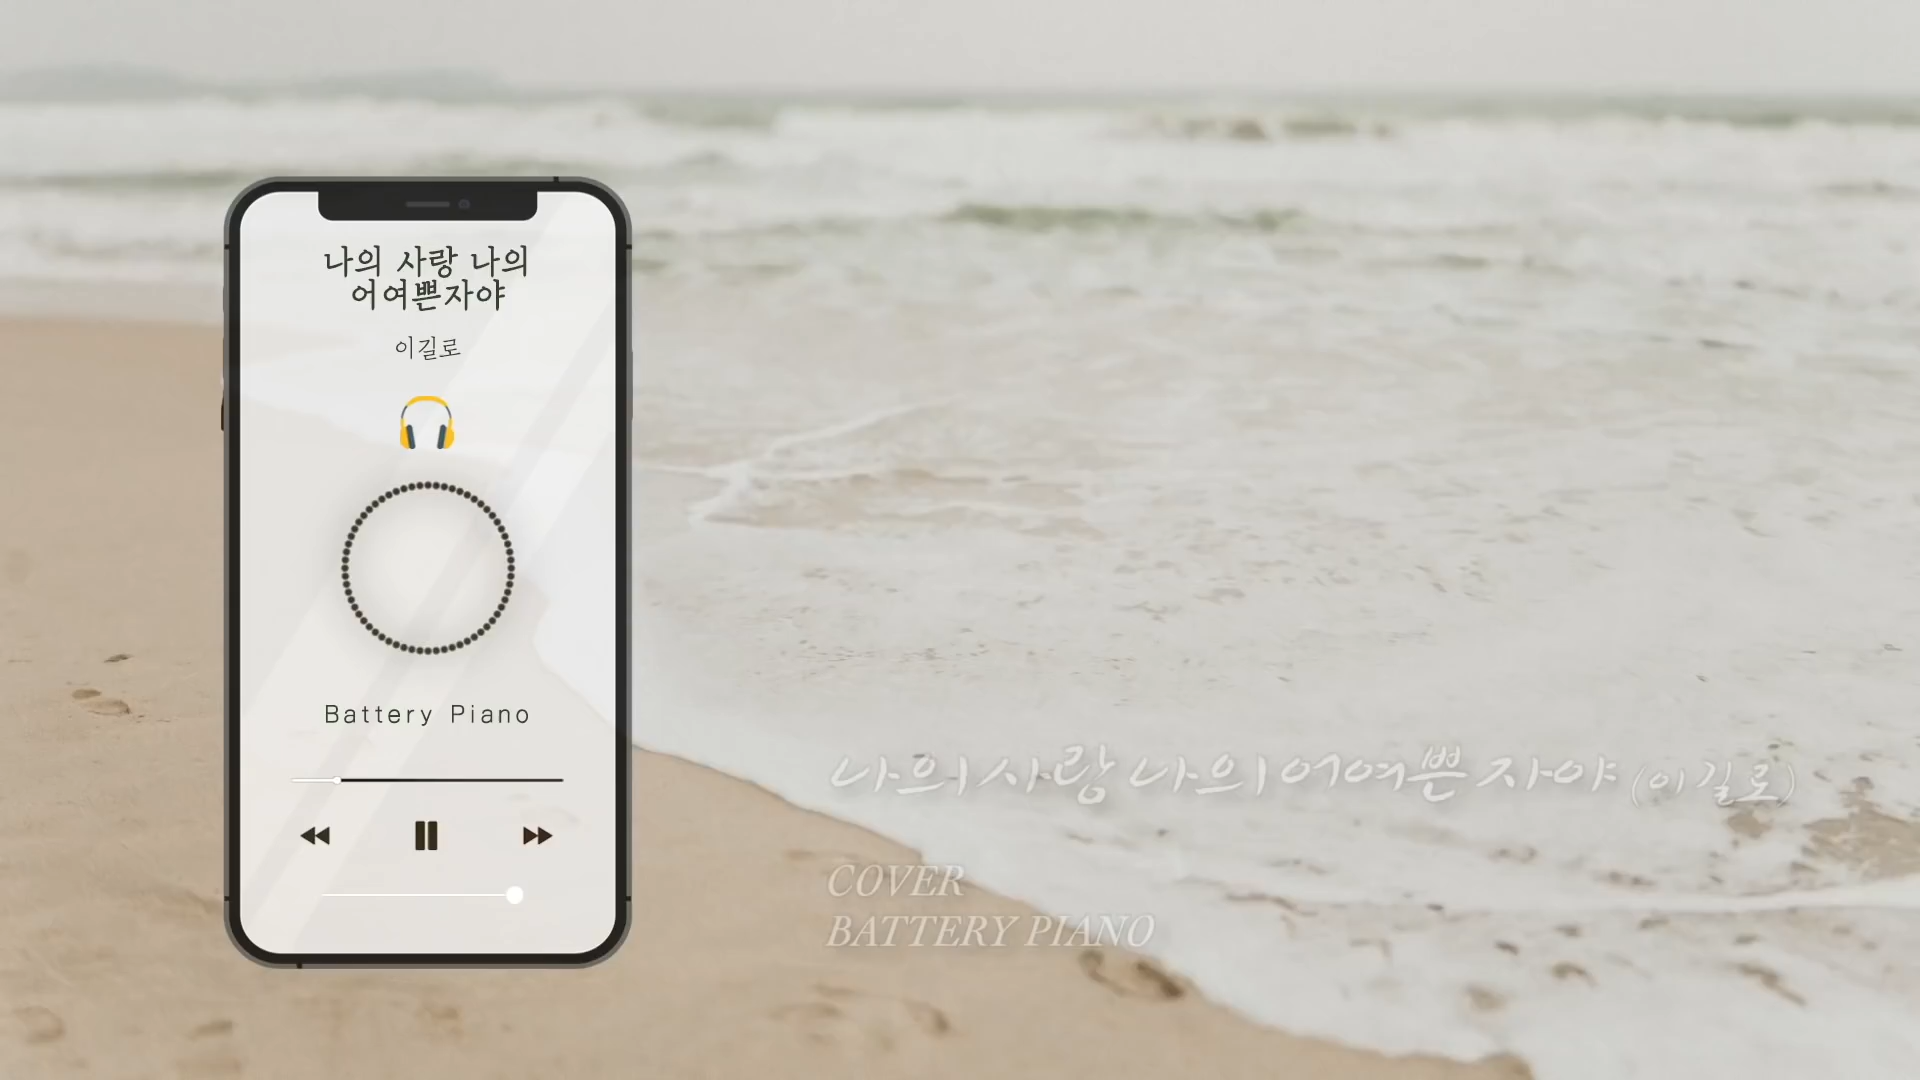 나의 사랑 나의
어여쁜자야
이길로
Battery Piano
나의 사랑 나의 어여쁜 자야 (이길로)
COVER
BATTERY PIANO